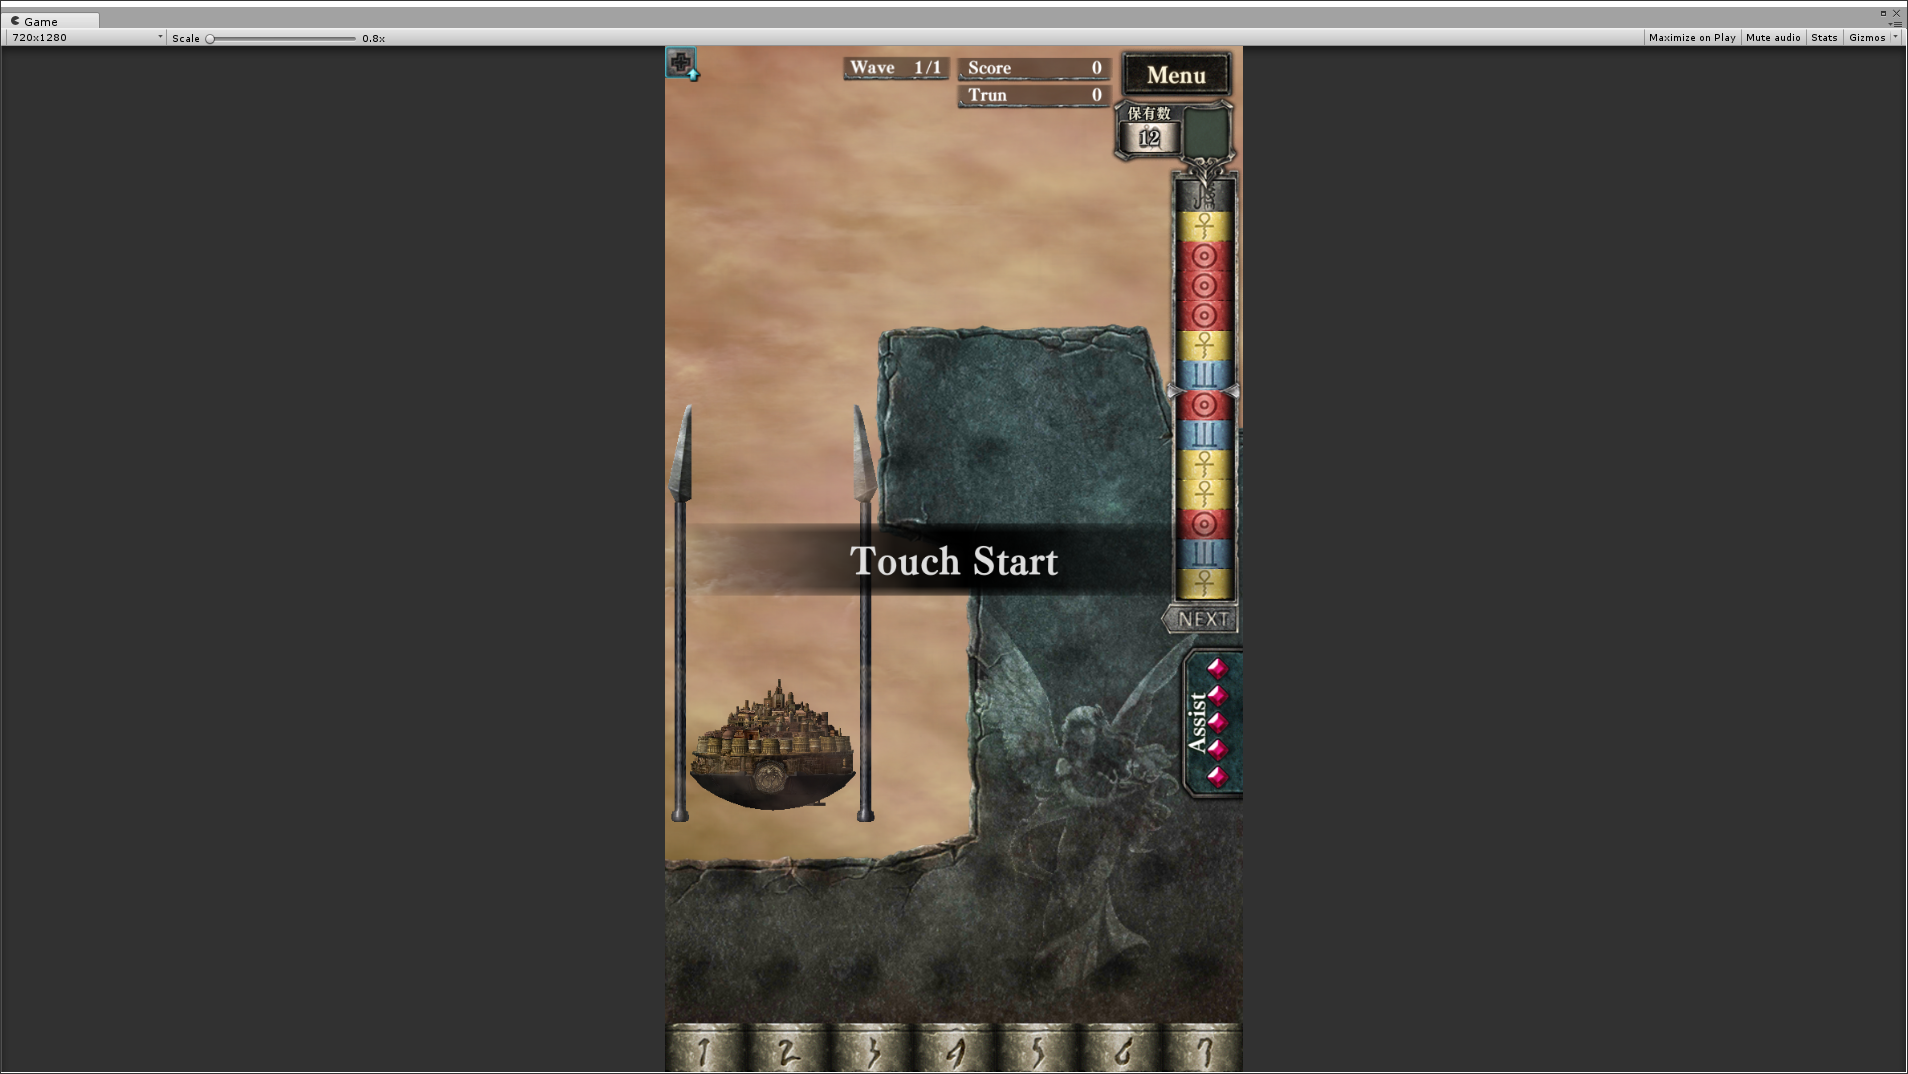 Game
720x1280
Scale 0.8x
Maximize on Play
Mute audio
Stats
Gizmos
Wave 1/1
Score 0
Menu
Trun 0
保有数
12
Touch Start
NEXT
Assist
1 2 3 4 5 6 7